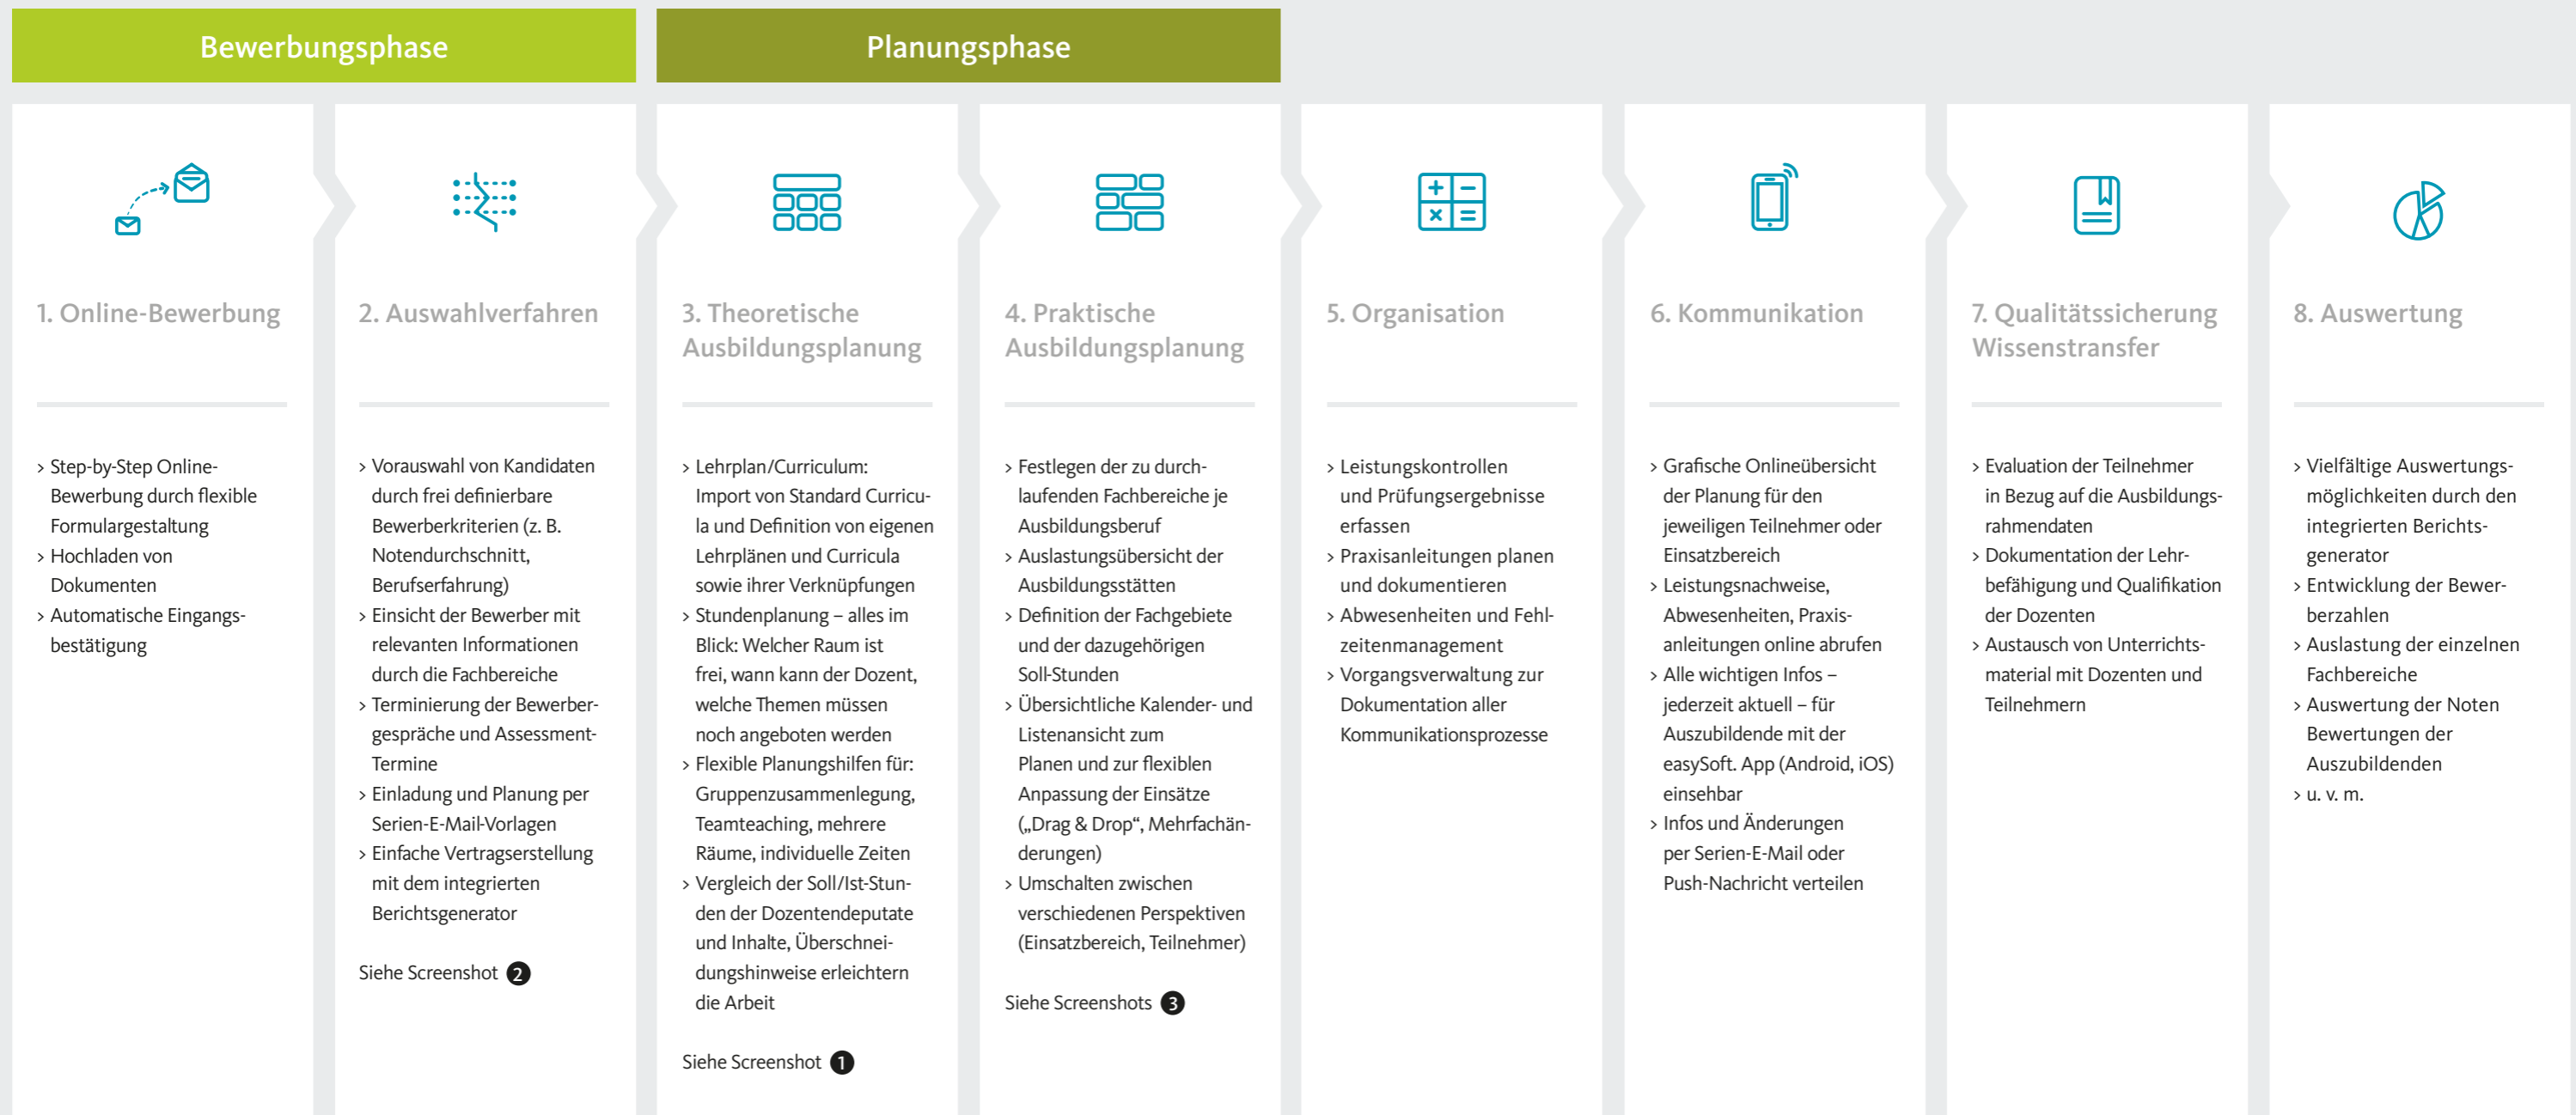 Bewerbungsphase
Planungsphase
1. Online-Bewerbung
> Step-by-Step Online-
Bewerbung durch flexible
Formulargestaltung
> Hochladen von
Dokumenten
> Automatische Eingangs-
bestätigung
2. Auswahlverfahren
> Vorauswahl von Kandidaten
durch frei definierbare
Bewerberkriterien (z. B.
Notendurchschnitt,
Berufserfahrung)
> Einsicht der Bewerber mit
relevanten Informationen
durch die Fachbereiche
> Terminierung der Bewerber-
gespräche und Assessment-
Termine
> Einladung und Planung per
Serien-E-Mail-Vorlagen
> Einfache Vertragserstellung
mit dem integrierten
Berichtsgenerator
Siehe Screenshot 2
3. Theoretische
Ausbildungsplanung
> Lehrplan/Curriculum:
Import von Standard Curricu-
la und Definition von eigenen
Lehrplänen und Curricula
sowie ihrer Verknüpfungen
> Stundenplanung – alles im
Blick: Welcher Raum ist
frei, wann kann der Dozent,
welche Themen müssen
noch angeboten werden
> Flexible Planungshilfen für:
Gruppenzusammenlegung,
Teamteaching, mehrere
Räume, individuelle Zeiten
> Vergleich der Soll/Ist-Stun-
den der Dozentendeputate
und Inhalte, Überschnei-
dungshinweise erleichtern
die Arbeit
Siehe Screenshot 1
4. Praktische
Ausbildungsplanung
> Festlegen der zu durch-
laufenden Fachbereiche je
Ausbildungsberuf
> Auslastungsübersicht der
Ausbildungsstätten
> Definition der Fachgebiete
und der dazugehörigen
Soll-Stunden
> Übersichtliche Kalender- und
Listenansicht zum
Planen und zur flexiblen
Anpassung der Einsätze
(„Drag & Drop“, Mehrfachän-
derungen)
> Umschalten zwischen
verschiedenen Perspektiven
(Einsatzbereich, Teilnehmer)
Siehe Screenshots 3
5. Organisation
> Leistungskontrollen
und Prüfungsergebnisse
erfassen
> Praxisanleitungen planen
und dokumentieren
> Abwesenheiten und Fehl-
zeitenmanagement
> Vorgangsverwaltung zur
Dokumentation aller
Kommunikationsprozesse
6. Kommunikation
> Grafische Onlineübersicht
der Planung für den
jeweiligen Teilnehmer oder
Einsatzbereich
> Leistungsnachweise,
Abwesenheiten, Praxis-
anleitungen online abrufen
> Alle wichtigen Infos –
jederzeit aktuell – für
Auszubildende mit der
easySoft. App (Android, iOS)
einsehbar
> Infos und Änderungen
per Serien-E-Mail oder
Push-Nachricht verteilen
7. Qualitätssicherung
Wissenstransfer
> Evaluation der Teilnehmer
in Bezug auf die Ausbildungs-
rahmendaten
> Dokumentation der Lehr-
befähigung und Qualifikation
der Dozenten
> Austausch von Unterrichts-
material mit Dozenten und
Teilnehmern
8. Auswertung
> Vielfältige Auswertungs-
möglichkeiten durch den
integrierten Berichts-
generator
> Entwicklung der Bewer-
berzahlen
> Auslastung der einzelnen
Fachbereiche
> Auswertung der Noten
Bewertungen der
Auszubildenden
> u. v. m.